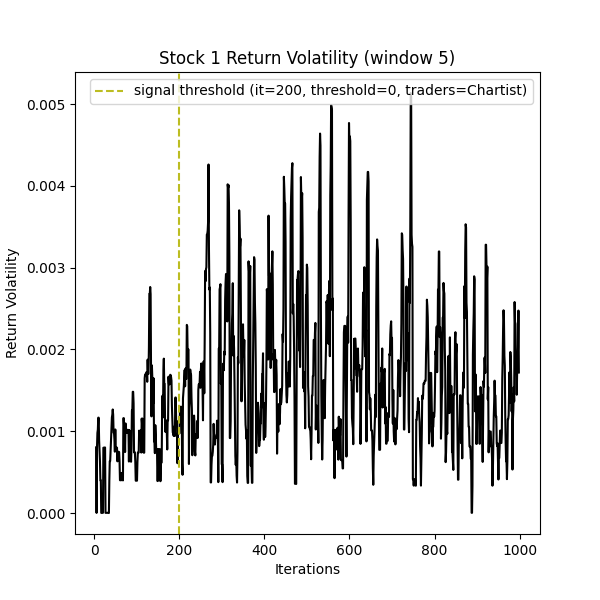 Stock 1 Return Volatility (window 5)
signal threshold (it=200, threshold=0, traders=Chartist)
0.005
0.004
0.003
0.002
0.001
0.000
Return Volatility
0 200 400 600 800 1000
Iterations